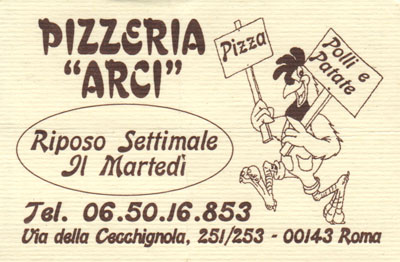 PIZZERIA
"ARCI"
Pizza
Polli e
Patate
Riposo Settimale
Il Martedì
Tel. 06.50.16.853
Via della Cecchignola, 251/253 - 00143 Roma